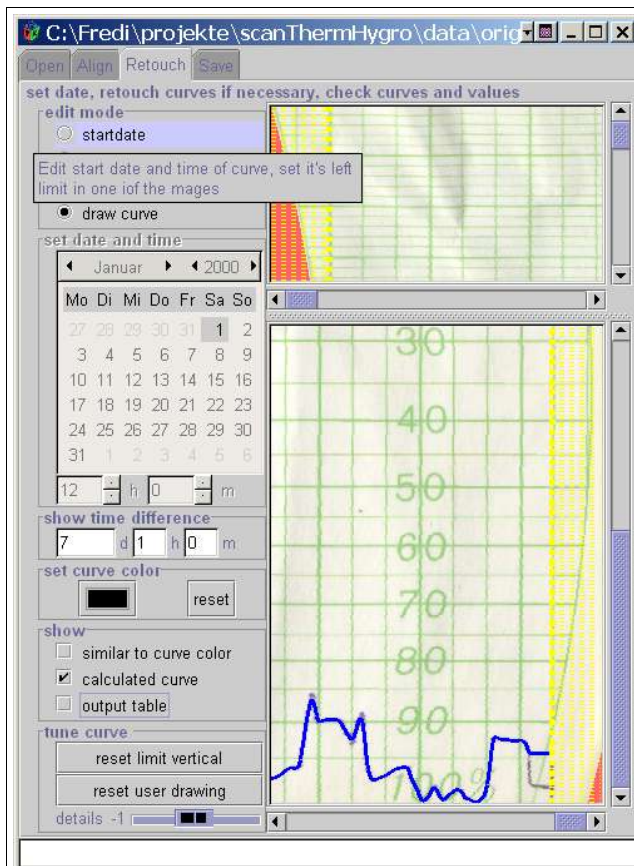 C:\Fredi\projekte\scanThermHygro\data\orig
Open Align Retouch Save
set date, retouch curves if necessary, check curves and values
edit mode
startdate
Edit start date and time of curve, set it's left
limit in one iof the mages
draw curve
set date and time
Januar 2000
Mo Di Mi Do Fr Sa So
27 28 29 30 31 1 2
3 4 5 6 7 8 9
10 11 12 13 14 15 16
17 18 19 20 21 22 23
24 25 26 27 28 29 30
31 1 2 3 4 5 6
12 h 0 m
show time difference
7 d 1 h 0 m
set curve color
reset
show
similar to curve color
calculated curve
output table
tune curve
reset limit vertical
reset user drawing
details -1
30
40
50
60
70
80
90
100%